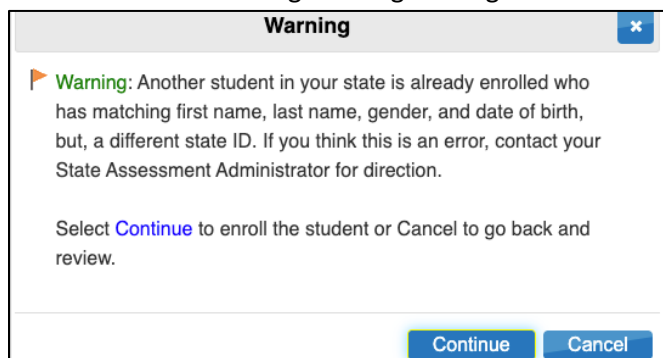 Warning
Warning: Another student in your state is already enrolled who
has matching first name, last name, gender, and date of birth,
but, a different state ID. If you think this is an error, contact your
State Assessment Administrator for direction.
Select Continue to enroll the student or Cancel to go back and
review.
Continue Cancel